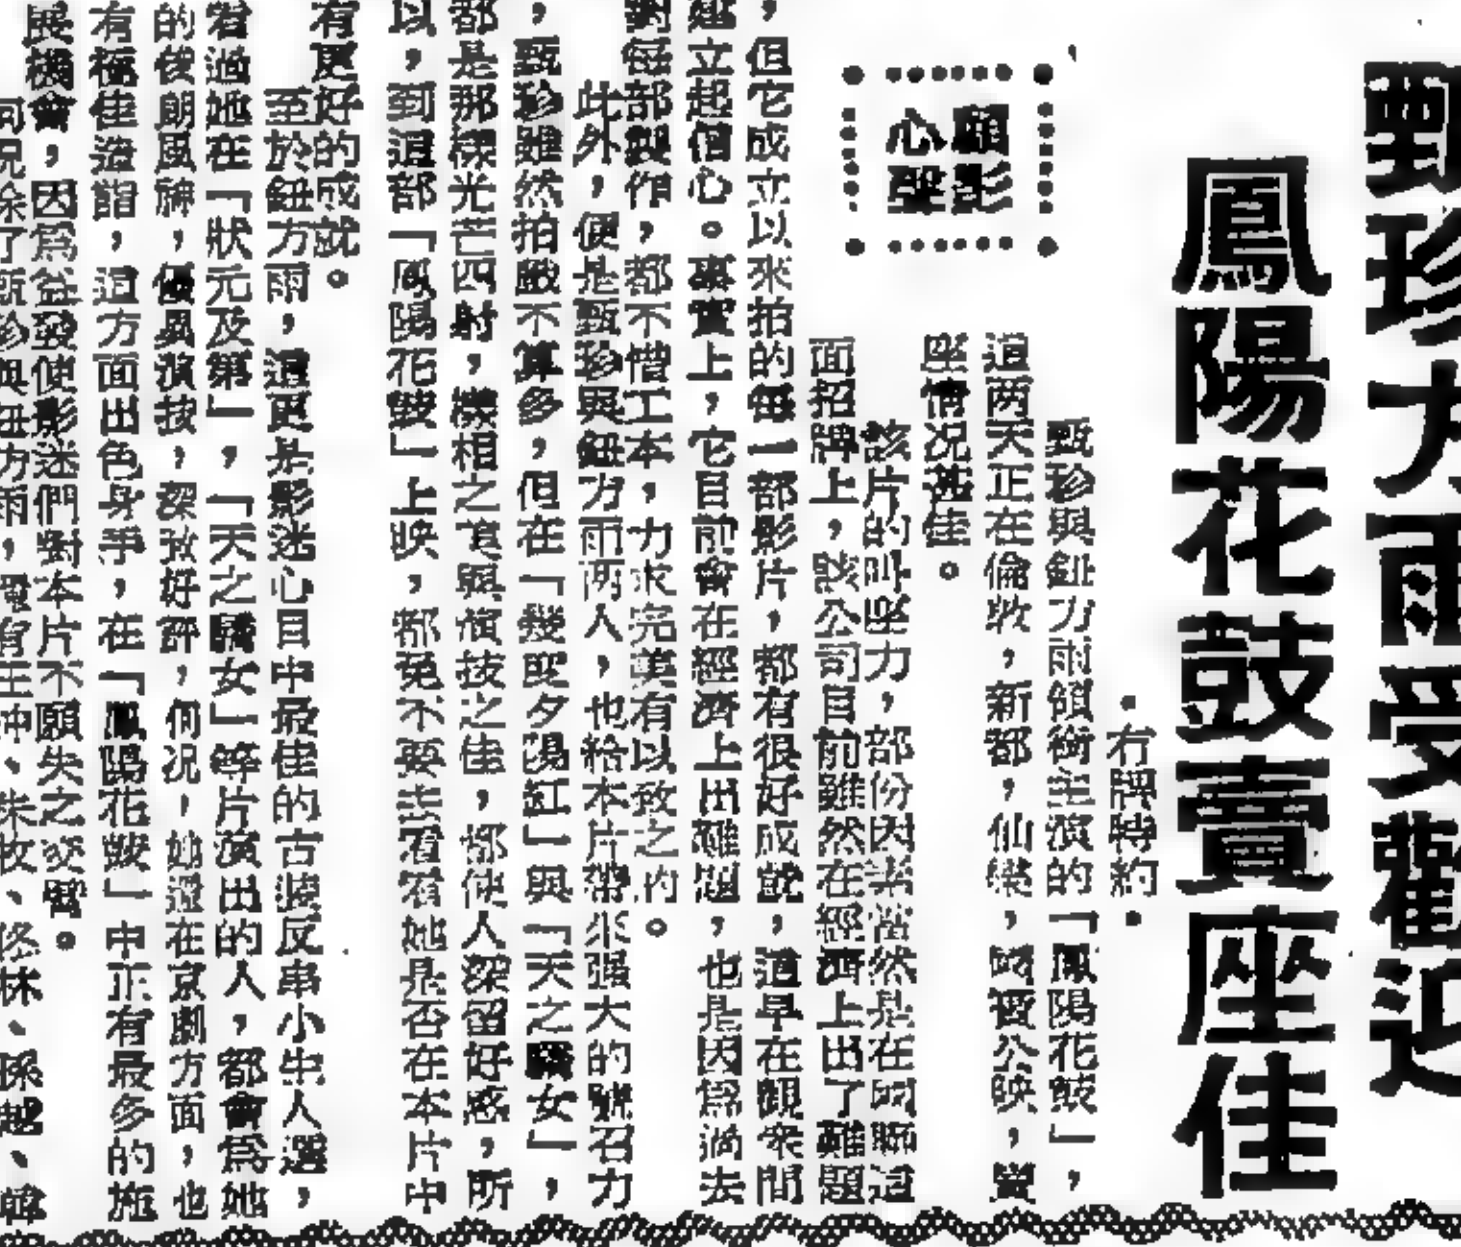 甄珍方雨受歡迎
鳳陽花鼓賣座佳
•有牌特約•
甄珍與鈕方雨領銜主演的「鳳陽花鼓」，
這两天正在倫敦，新都，仙樂，國寶公映，賣
座情况甚佳。
該片的叫座力，部份因素當然是在國聯這
面招牌上，該公司目前雖然在經濟上出了難題
，但它成立以來拍的每一部影片，都有很好成就，這早在觀衆間
建立起信心。事實上，它目前會在經濟上出難題，也是因爲過去
對每部製作，都不惜工本，力求完美有以致之的。
此外，便是甄珍與鈕方雨两人，也給本片帶來强大的號召力
，甄珍雖然拍戲不算多，但在「幾度夕陽紅」與「天之驕女」，
都是那樣光芒四射，演技之佳，都使人深留好感，所
以，到這部「鳳陽花鼓」上映，都免不要去看看她是否在本片中
有更好的成就。
至於鈕方雨，這更是影迷心目中最佳的古裝反串小生人選，
看過她在「狀元及第」，「天之驕女」等片演出的人，都會爲她
的俊朗風神，優異演技，深致好評，何况，她還在京劇方面，也
有極佳造詣，這方面出色身手，在「鳳陽花鼓」中正有最多的施
展機會，因爲益發使影迷們對本片不願失之交臂。
何况除了甄珍與鈕方雨，還有王冲、朱牧、佟林、孫越、